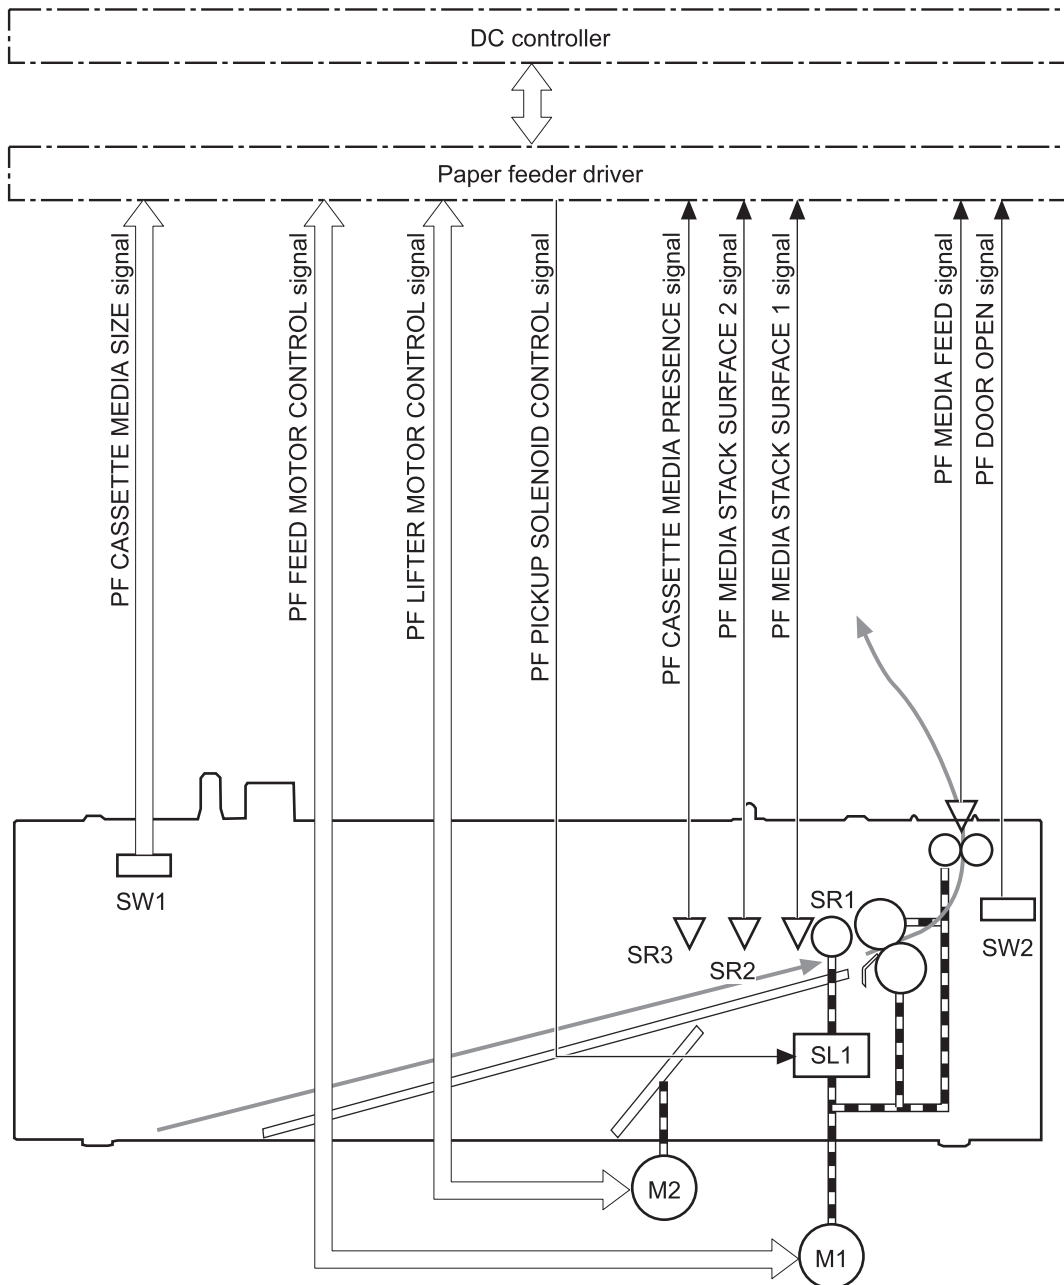 DC controller
Paper feeder driver
PF CASSETTE MEDIA SIZE signal
PF FEED MOTOR CONTROL signal
PF LIFTER MOTOR CONTROL signal
PF PICKUP SOLENOID CONTROL signal
PF CASSETTE MEDIA PRESENCE signal
PF MEDIA STACK SURFACE 2 signal
PF MEDIA STACK SURFACE 1 signal
PF MEDIA FEED signal
PF DOOR OPEN signal
SW1
SR1
SR3
SR2
SW2
SL1
M2
M1